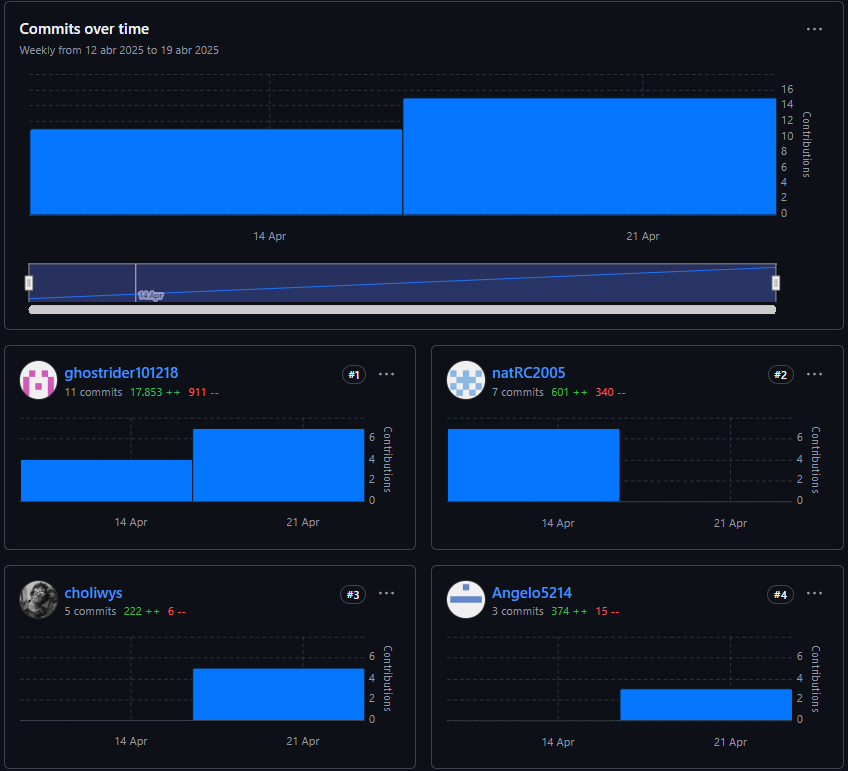 Commits over time
Weekly from 12 abr 2025 to 19 abr 2025
16
14
12
10
8
6
4
2
0
Contributions
14 Apr
21 Apr
14 Apr
ghostrider101218
#1
11 commits 17.853 ++ 911 --
6
4
2
0
Contributions
14 Apr
21 Apr
natRC2005
#2
7 commits 601 ++ 340 --
6
4
2
0
Contributions
14 Apr
21 Apr
choliwys
#3
5 commits 222 ++ 6 --
6
4
2
0
Contributions
14 Apr
21 Apr
Angelo5214
#4
3 commits 374 ++ 15 --
6
4
2
0
Contributions
14 Apr
21 Apr